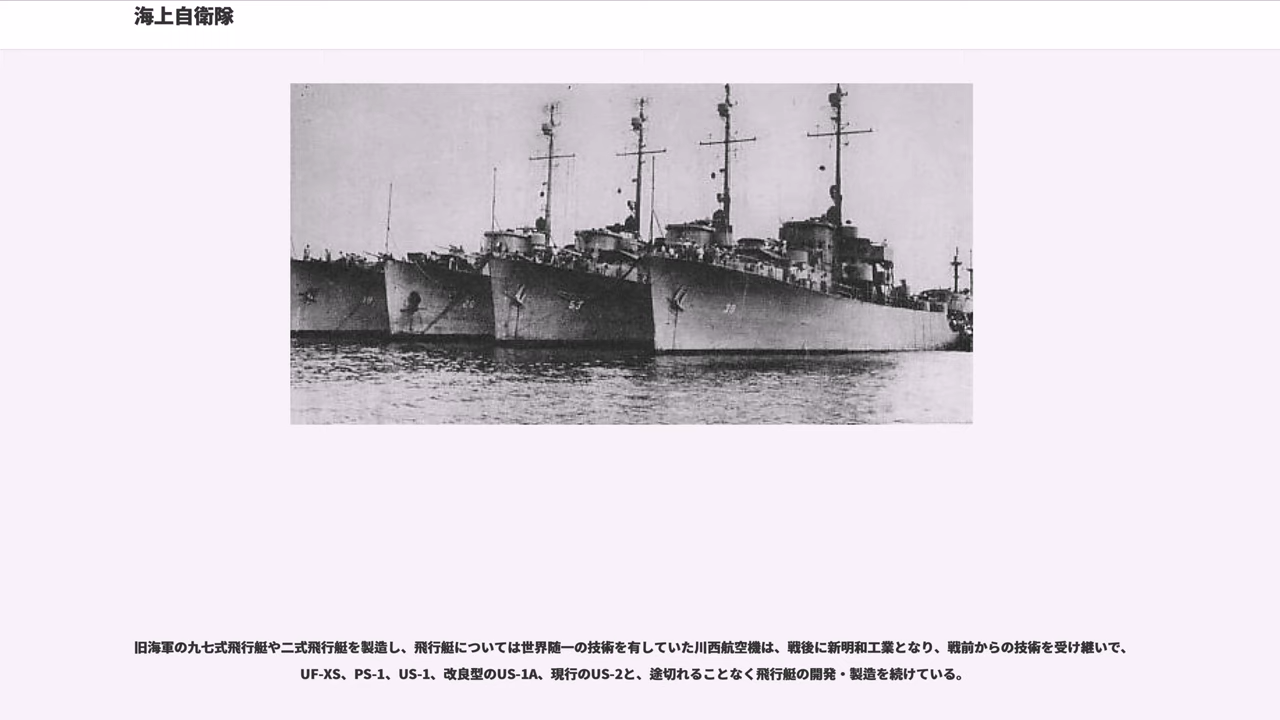 海上自衛隊
53
39
旧海軍の九七式飛行艇や二式飛行艇を製造し、飛行艇については世界随一の技術を有していた川西航空機は、戦後に新明和工業となり、戦前からの技術を受け継いで、
UF-XS、PS-1、US-1、改良型のUS-1A、現行のUS-2と、途切れることなく飛行艇の開発・製造を続けている。